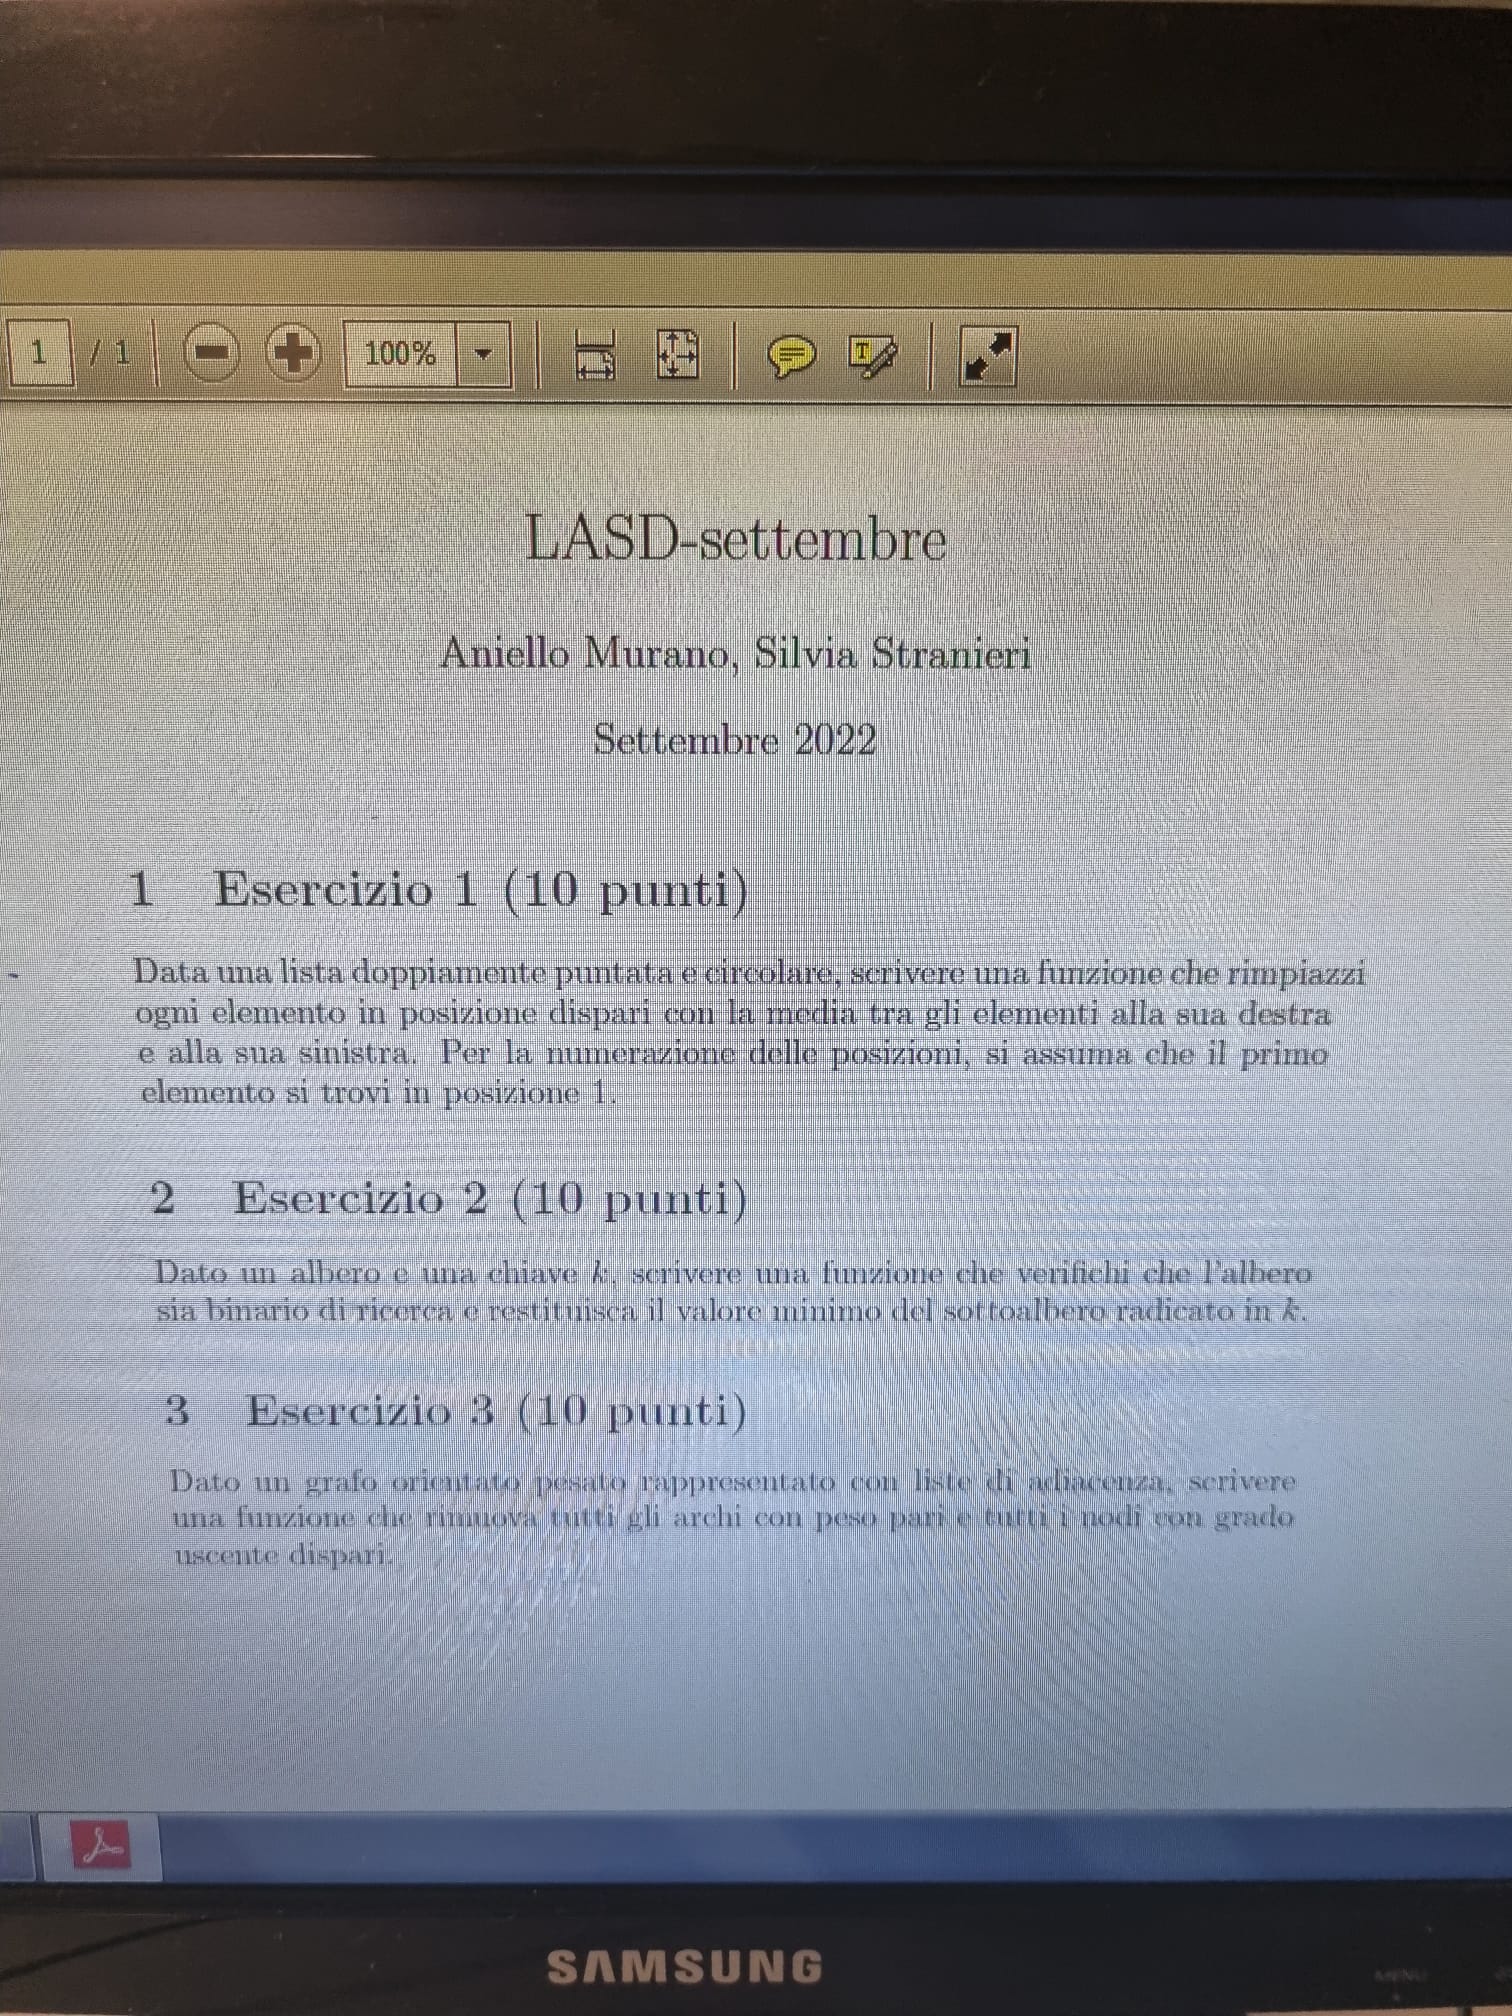 1 / 1 100%
LASD-settembre
Aniello Murano, Silvia Stranieri
Settembre 2022
1 Esercizio 1 (10 punti)
Data una lista doppiamente puntata e circolare, scrivere una funzione che rimpiazzi
ogni elemento in posizione dispari con la media tra gli elementi alla sua destra
e alla sua sinistra. Per la numerazione delle posizioni, si assuma che il primo
elemento si trovi in posizione 1.
2 Esercizio 2 (10 punti)
Dato un albero e una chiave k, scrivere una funzione che verifichi che l'albero
sia binario di ricerca e restituisca il valore minimo del sottoalbero radicato in k.
3 Esercizio 3 (10 punti)
Dato un grafo orientato pesato rappresentato con liste di adiacenza, scrivere
una funzione che rimuova tutti gli archi con peso pari e tutti i nodi con grado
uscente dispari.
SAMSUNG
MENU